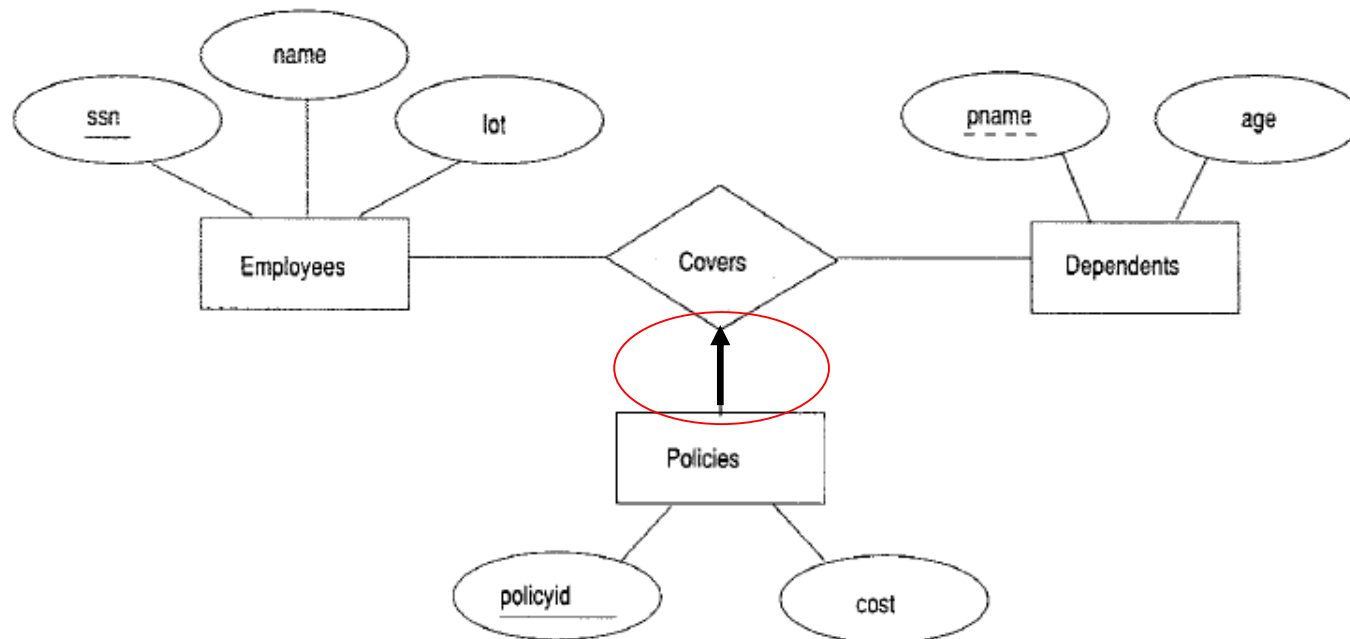 name
ssn
lot
pname
age
Employees
Covers
Dependents
Policies
policyid
cost